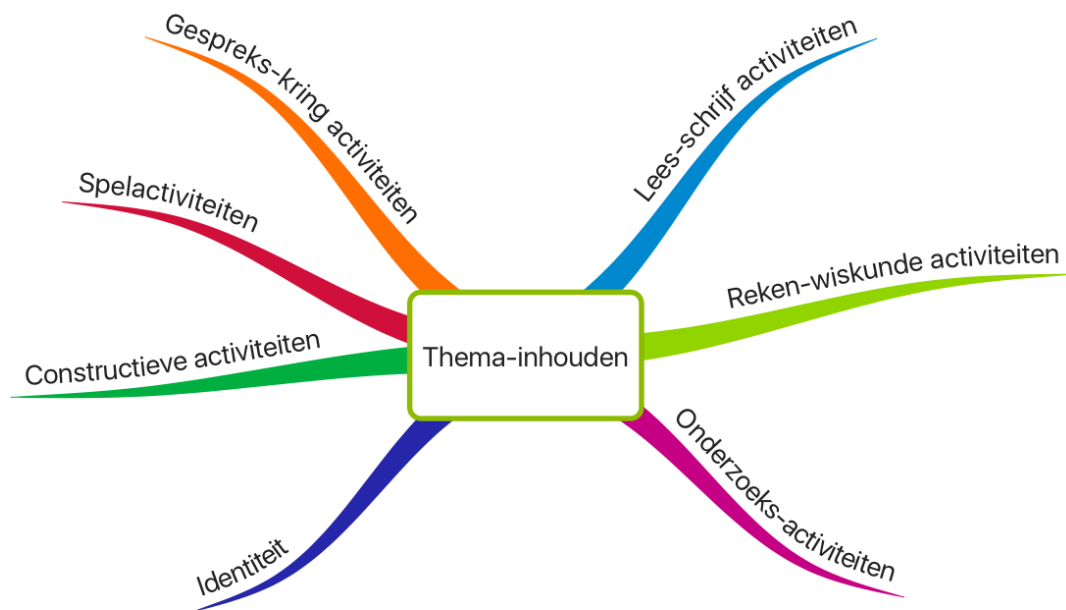 Gespreks-kring activiteiten
Lees-schrijf activiteiten
Spelactiviteiten
Reken-wiskunde activiteiten
Constructieve activiteiten
Thema-inhouden
Onderzoeks-activiteiten
Identiteit